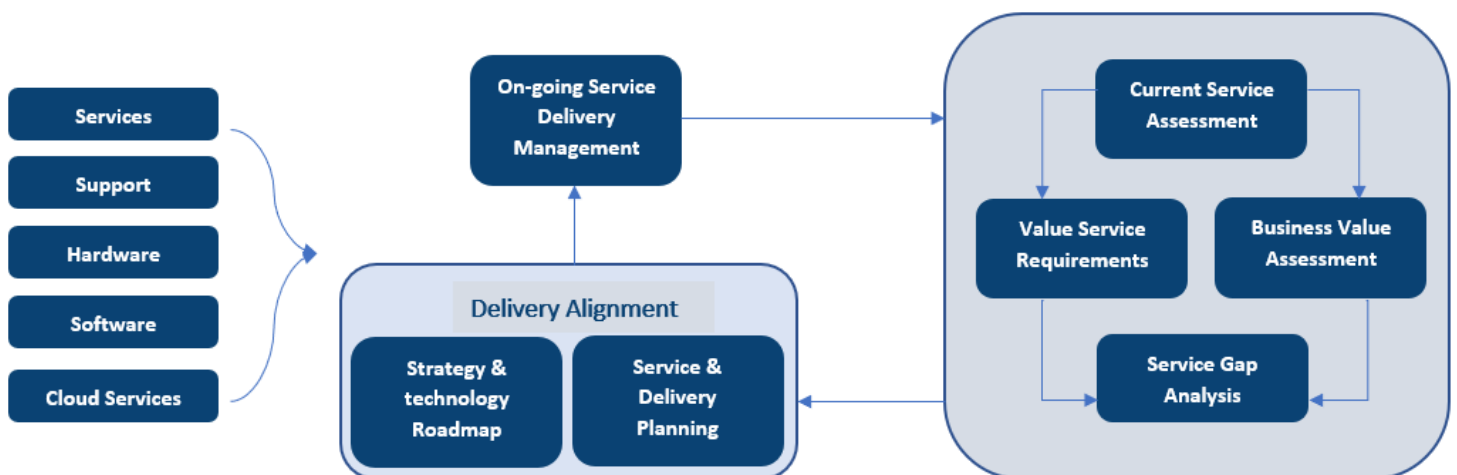 Services
Support
Hardware
Software
Cloud Services
On-going Service
Delivery
Management
Delivery Alignment
Strategy &
technology
Roadmap
Service &
Delivery
Planning
Current Service
Assessment
Value Service
Requirements
Business Value
Assessment
Service Gap
Analysis